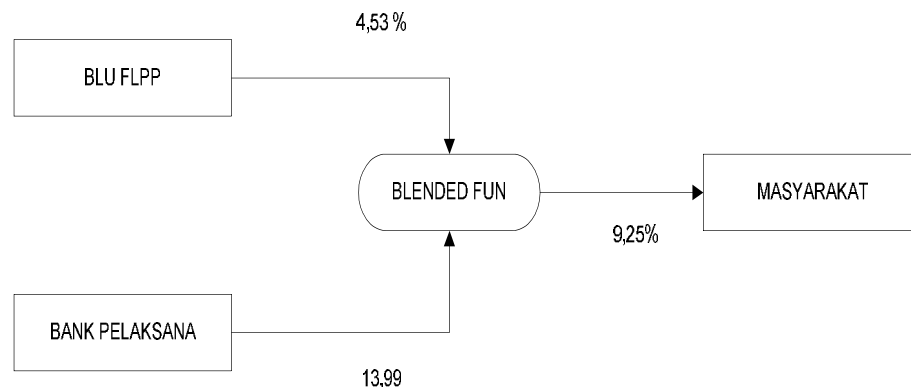 4,53 %
BLU FLPP
BLENDED FUN
MASYARAKAT
9,25%
BANK PELAKSANA
13,99